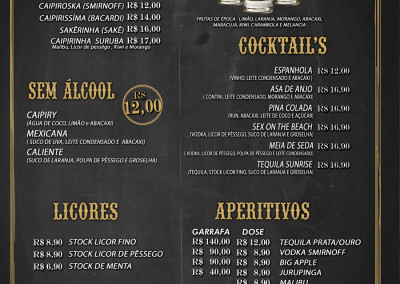 CAIPIROSKA (SMIRNOFF) R$ 12,00
CAIPIRÍSSIMA (BACARDI) R$ 14,00
SAKÊRINHA (SAKÊ) R$ 16,00
CAIPIRINHA SURUBA R$ 17,00
Malibu, Licor de pessêgo, Kiwi e Morango
SEM ÁLCOOL
R$ 12,00
CAIPIRY
(ÁGUA DE COCO, LIMÃO e ABACAXI)
MEXICANA
( SUCO DE UVA, LEITE CONDENSADO E ABACAXI)
CALIENTE
(SUCO DE LARANJA, POLPA DE PÊSSEGO E GROSELHA)
LICORES
R$ 8,90 STOCK LICOR FINO
R$ 8,90 STOCK LICOR DE PÊSSEGO
R$ 6,90 STOCK DE MENTA
FRUTAS DE ÉPOCA : LIMÃO, LARANJA, MORANGO, ABACAXI,
MARACUJÁ, KIWI, CARAMBOLA E MELANCIA
COCKTAIL'S
ESPANHOLA R$ 12,00
(VINHO, LEITE CONDENSADO E ABACAXI)
ASA DE ANJO R$ 16,90
( CONTINI, LEITE CONDENSADO, MORANGO E ABACAXI)
PINA COLADA R$ 16,90
(RUN, ABACAXI, LEITE DE COCO E AÇÚCAR)
SEX ON THE BEACH R$ 16,90
( VODKA, LICOR DE PÊSSEGO, SUCO DE LARANJA E GROSELHA)
MEIA DE SEDA R$ 16,90
( VODKA, LICOR DE PÊSSEGO, POLPA DE PÊSSEGO E LEITE CONDENSADO)
TEQUILA SUNRISE R$ 16,90
(TEQUILA, STOCK LICOR FINO, SUCO DE LARANJA E GROSELHA)
APERITIVOS
GARRAFA DOSE
R$ 140,00 R$ 12,00 TEQUILA PRATA/OURO
R$ 90,00 R$ 8,90 VODKA SMIRNOFF
R$ 90,00 R$ 8,90 BIG APPLE
R$ 40,00 R$ 8,90 JURUPINGA
R$ 8,90 MALIBU